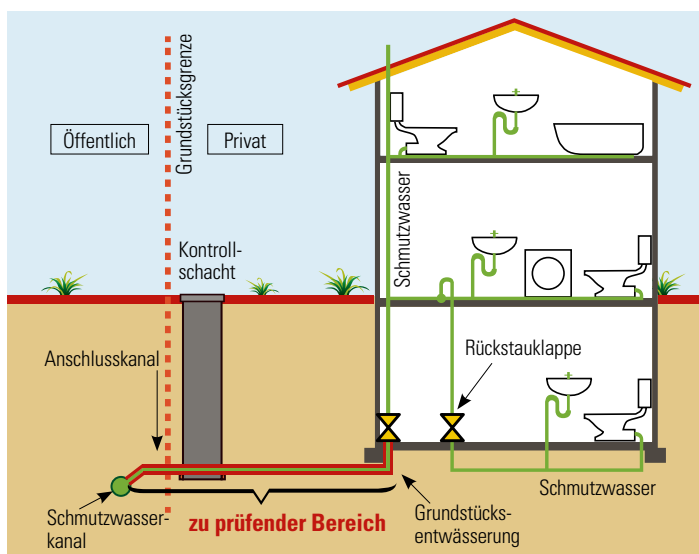 Öffentlich
Grundstücksgrenze
Privat
Kontroll-
schacht
Schmutzwasser
Anschlusskanal
Rückstauklappe
Schmutzwasser-
kanal
zu prüfender Bereich
Grundstücks-
entwässerung
Schmutzwasser